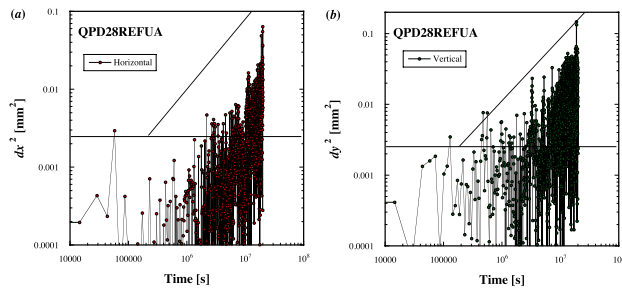 (a)
QPD28REFUA
Horizontal
dx² [mm²]
0.1
0.01
0.001
0.0001
10000
100000
10⁶
10⁷
10⁸
Time [s]
(b)
QPD28REFUA
Vertical
dy² [mm²]
0.1
0.01
0.001
0.0001
10000
100000
10⁶
10⁷
10
Time [s]